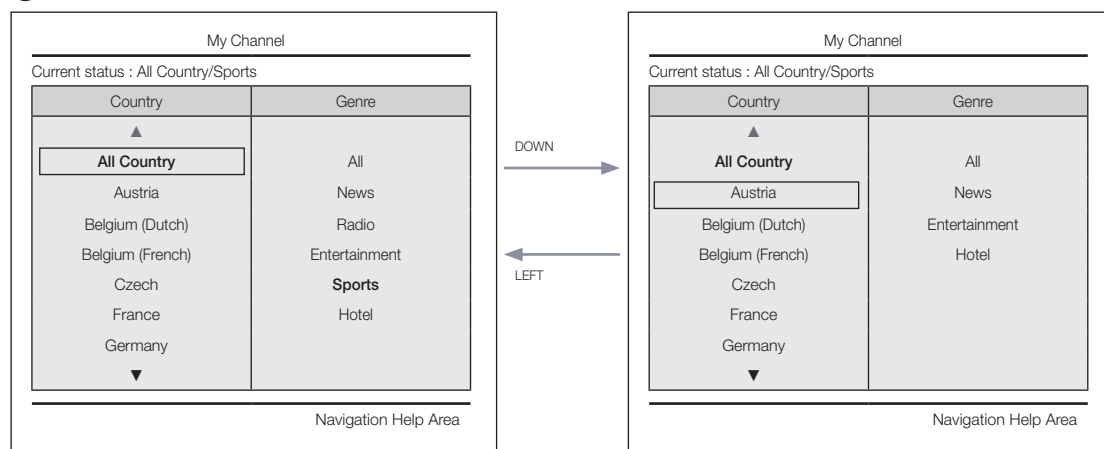 My Channel
Current status : All Country/Sports
Country Genre
▲
All Country All
Austria News
Belgium (Dutch) Radio
Belgium (French) Entertainment
Czech Sports
France Hotel
Germany
▼
Navigation Help Area
DOWN
LEFT
My Channel
Current status : All Country/Sports
Country Genre
▲
All Country All
Austria News
Belgium (Dutch) Entertainment
Belgium (French) Hotel
Czech
France
Germany
▼
Navigation Help Area